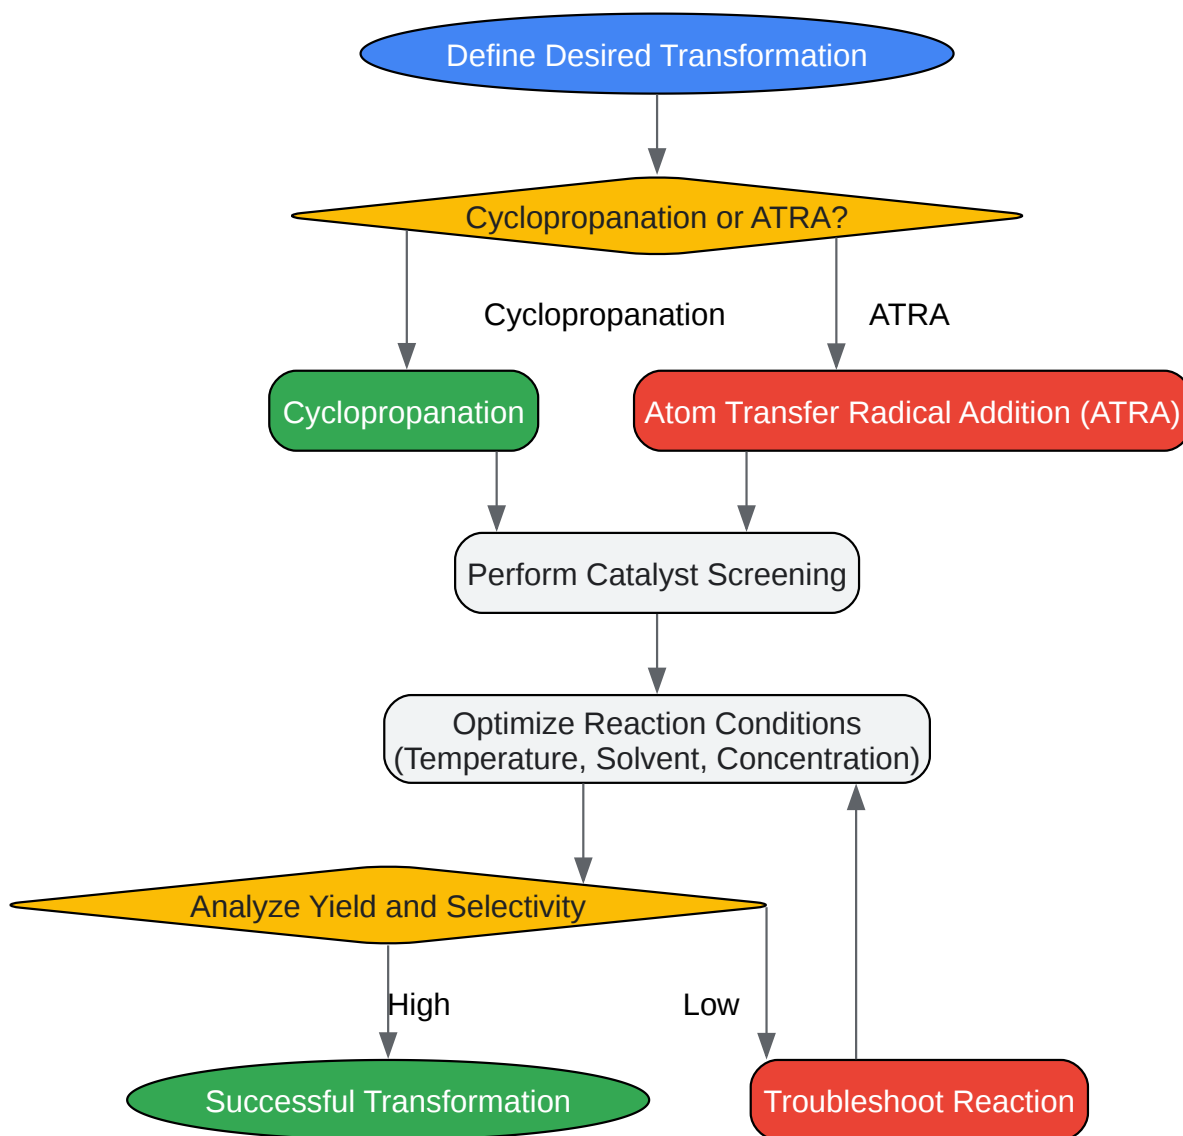 Define Desired Transformation
Cyclopropanation or ATRA?
Cyclopropanation
ATRA
Cyclopropanation
Atom Transfer Radical Addition (ATRA)
Perform Catalyst Screening
Optimize Reaction Conditions
(Temperature, Solvent, Concentration)
Analyze Yield and Selectivity
High
Low
Successful Transformation
Troubleshoot Reaction